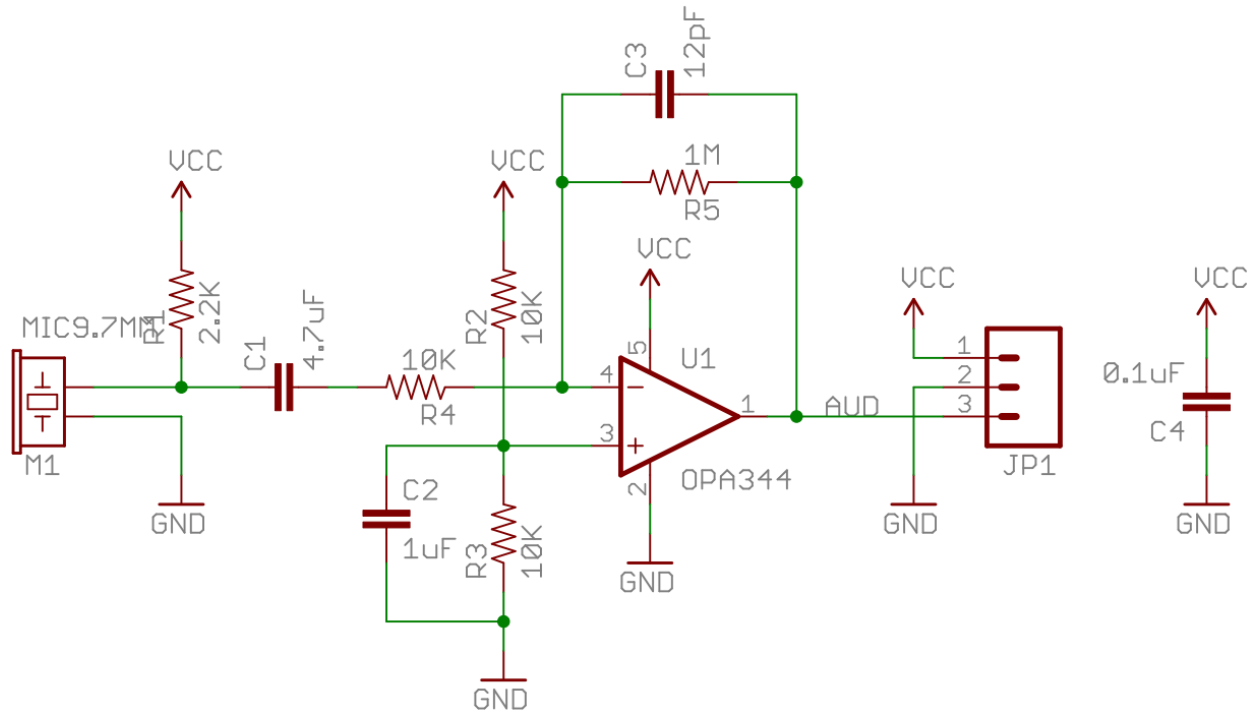 C3
12pF
VCC
VCC
1M
R5
VCC
VCC
VCC
MIC9.7MM
R1
2.2K
C1
4.7uF
R2
10K
5
U1
1
10K
4
2
0.1uF
R4
1
AUD
3
3
C4
M1
JP1
C2
2
OPA344
GND
1uF
R3
10K
GND
GND
GND
GND